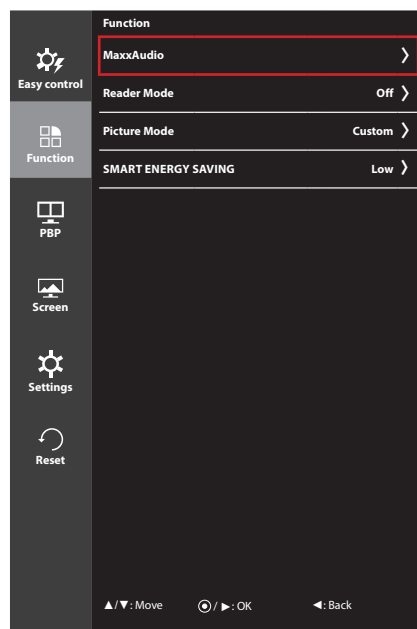 Easy control
Function
PBP
Screen
Settings
Reset
Function
MaxxAudio
Reader Mode Off
Picture Mode Custom
SMART ENERGY SAVING Low
▲/▼: Move ⦿/ ►: OK ◄: Back